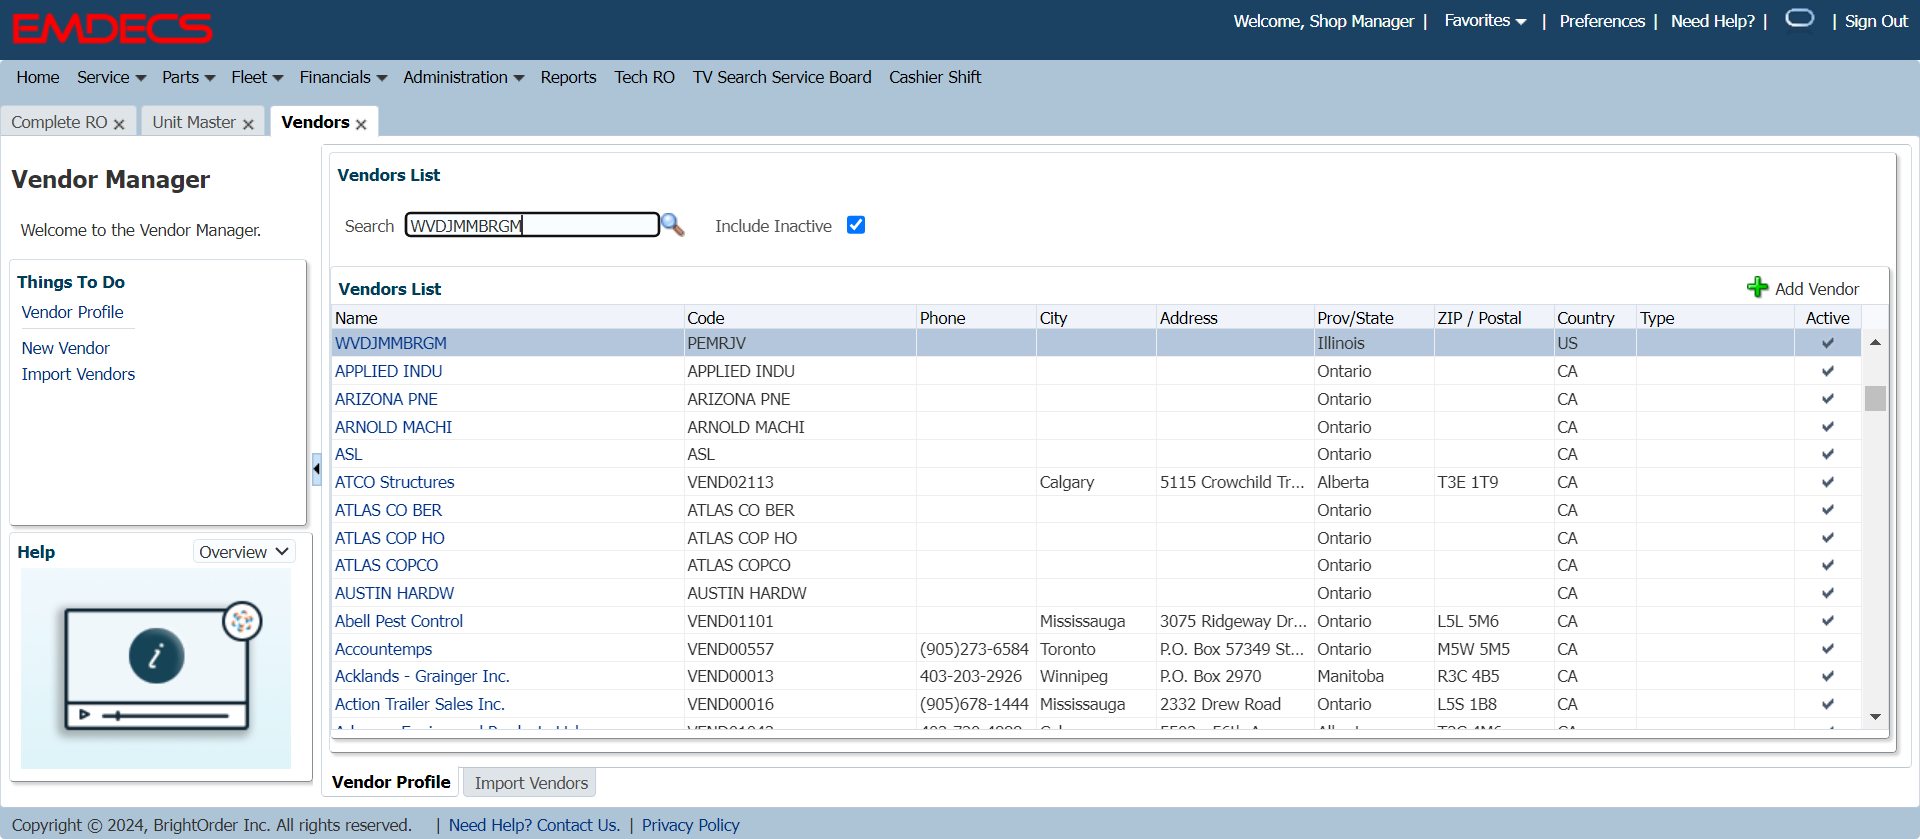 EMDECS
Welcome, Shop Manager | Favorites | Preferences | Need Help? | | Sign Out
Home Service Parts Fleet Financials Administration Reports Tech RO TV Search Service Board Cashier Shift
Complete RO Unit Master Vendors
Vendor Manager
Welcome to the Vendor Manager.
Things To Do
Vendor Profile
New Vendor
Import Vendors
Help Overview
i
Vendors List
Search WVDJMMBRGM Include Inactive
Vendors List Add Vendor
Name Code Phone City Address Prov/State ZIP / Postal Country Type Active
WVDJMMBRGM PEMRJV Illinois US
APPLIED INDU APPLIED INDU Ontario CA
ARIZONA PNE ARIZONA PNE Ontario CA
ARNOLD MACHI ARNOLD MACHI Ontario CA
ASL ASL Ontario CA
ATCO Structures VEND02113 Calgary 5115 Crowchild Tr... Alberta T3E 1T9 CA
ATLAS CO BER ATLAS CO BER Ontario CA
ATLAS COP HO ATLAS COP HO Ontario CA
ATLAS COPCO ATLAS COPCO Ontario CA
AUSTIN HARDW AUSTIN HARDW Ontario CA
Abell Pest Control VEND01101 Mississauga 3075 Ridgeway Dr... Ontario L5L 5M6 CA
Accountemps VEND00557 (905)273-6584 Toronto P.O. Box 57349 St... Ontario M5W 5M5 CA
Acklands - Grainger Inc. VEND00013 403-203-2926 Winnipeg P.O. Box 2970 Manitoba R3C 4B5 CA
Action Trailer Sales Inc. VEND00016 (905)678-1444 Mississauga 2332 Drew Road Ontario L5S 1B8 CA
Vendor Profile Import Vendors
Copyright © 2024, BrightOrder Inc. All rights reserved. | Need Help? Contact Us. | Privacy Policy